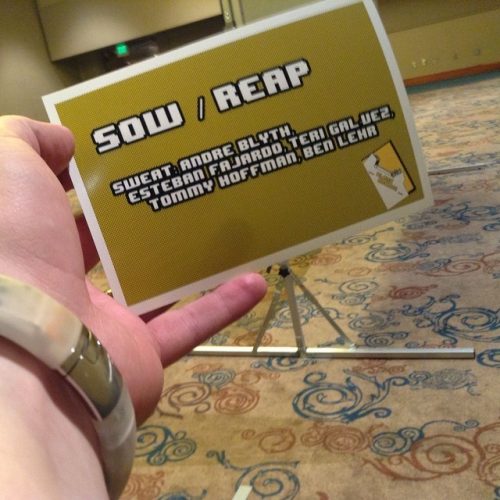 SOW / REAP
SWEAT: ANDRE BLYTH,
ESTEBAN FAJARDO, TERI GALVEZ,
TOMMY HOFFMAN, BEN LEHR